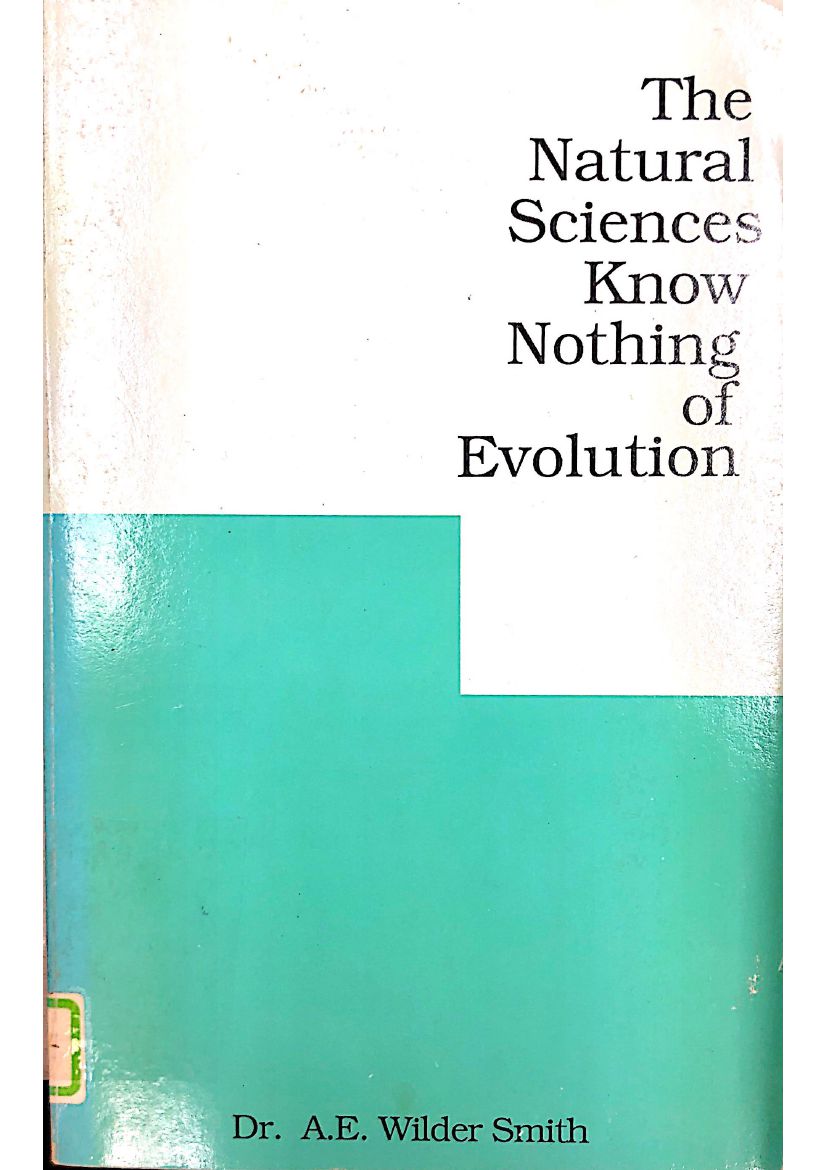 The
Natural
Sciences
Know
Nothing
of
Evolution
Dr. A.E. Wilder Smith